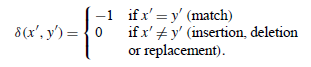 δ(x′, y′) = { −1 if x′ = y′ (match)
0 if x′ ≠ y′ (insertion, deletion
or replacement).